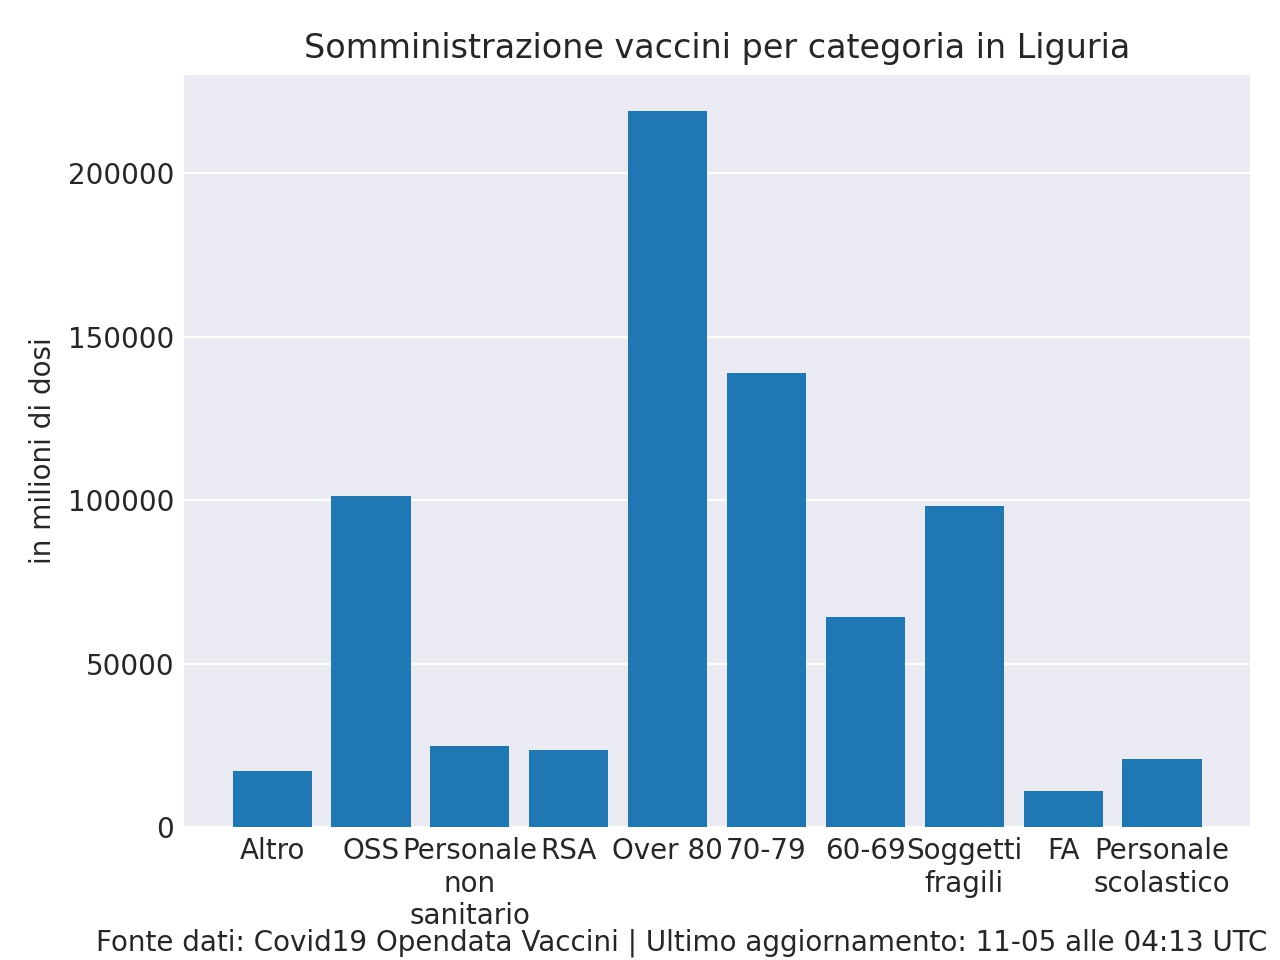 Somministrazione vaccini per categoria in Liguria
in milioni di dosi
200000
150000
100000
50000
0
Altro
OSS
Personale
non
sanitario
RSA
Over 80
70-79
60-69
Soggetti
fragili
FA
Personale
scolastico
Fonte dati: Covid19 Opendata Vaccini | Ultimo aggiornamento: 11-05 alle 04:13 UTC